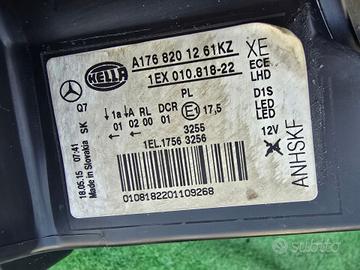 HELLA
A176 820 12 61KZ XE
1EX 010.818-22
ECE
LHD
PL
D1S
LED
LED
12V
Q7
1a A RL DCR E1 17,5
01 02 00 01
3255
1EL.1756 3256
SK
18.05.15 07:41
Made in Slovakia
ANHSKF
0108182201109268
subito